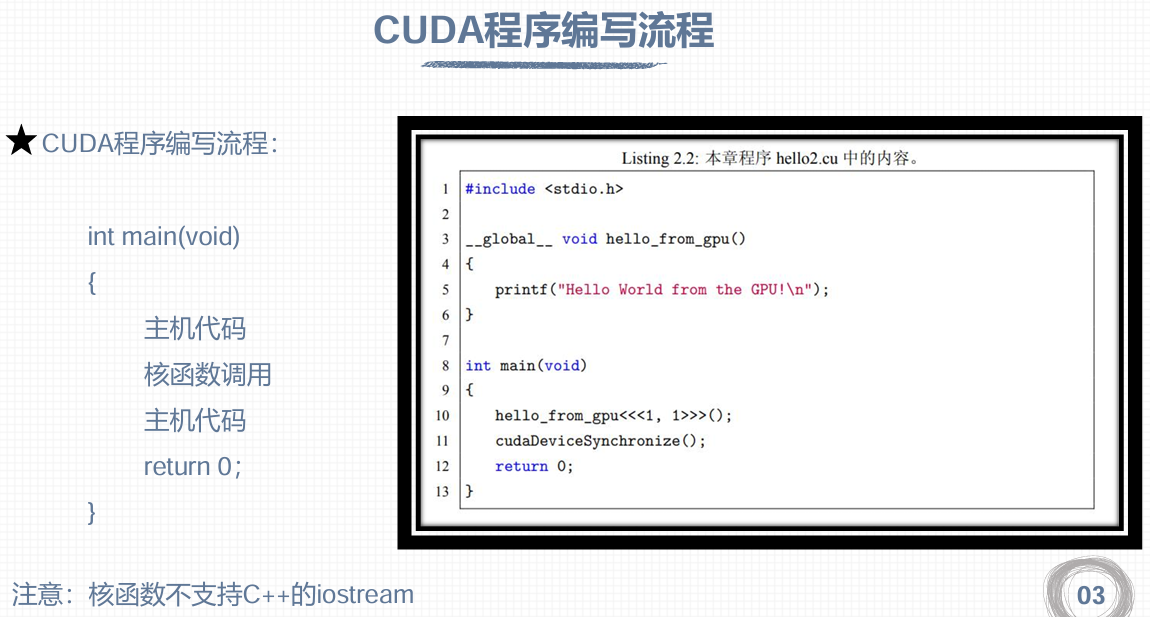 CUDA程序编写流程
★CUDA程序编写流程：
int main(void)
{
主机代码
核函数调用
主机代码
return 0；
}
注意：核函数不支持C++的iostream
Listing 2.2: 本章程序 hello2.cu 中的内容。
1 #include <stdio.h>
2
3 __global__ void hello_from_gpu()
4 {
5 printf("Hello World from the GPU!\n");
6 }
7
8 int main(void)
9 {
10 hello_from_gpu<<<1, 1>>>();
11 cudaDeviceSynchronize();
12 return 0;
13 }
03